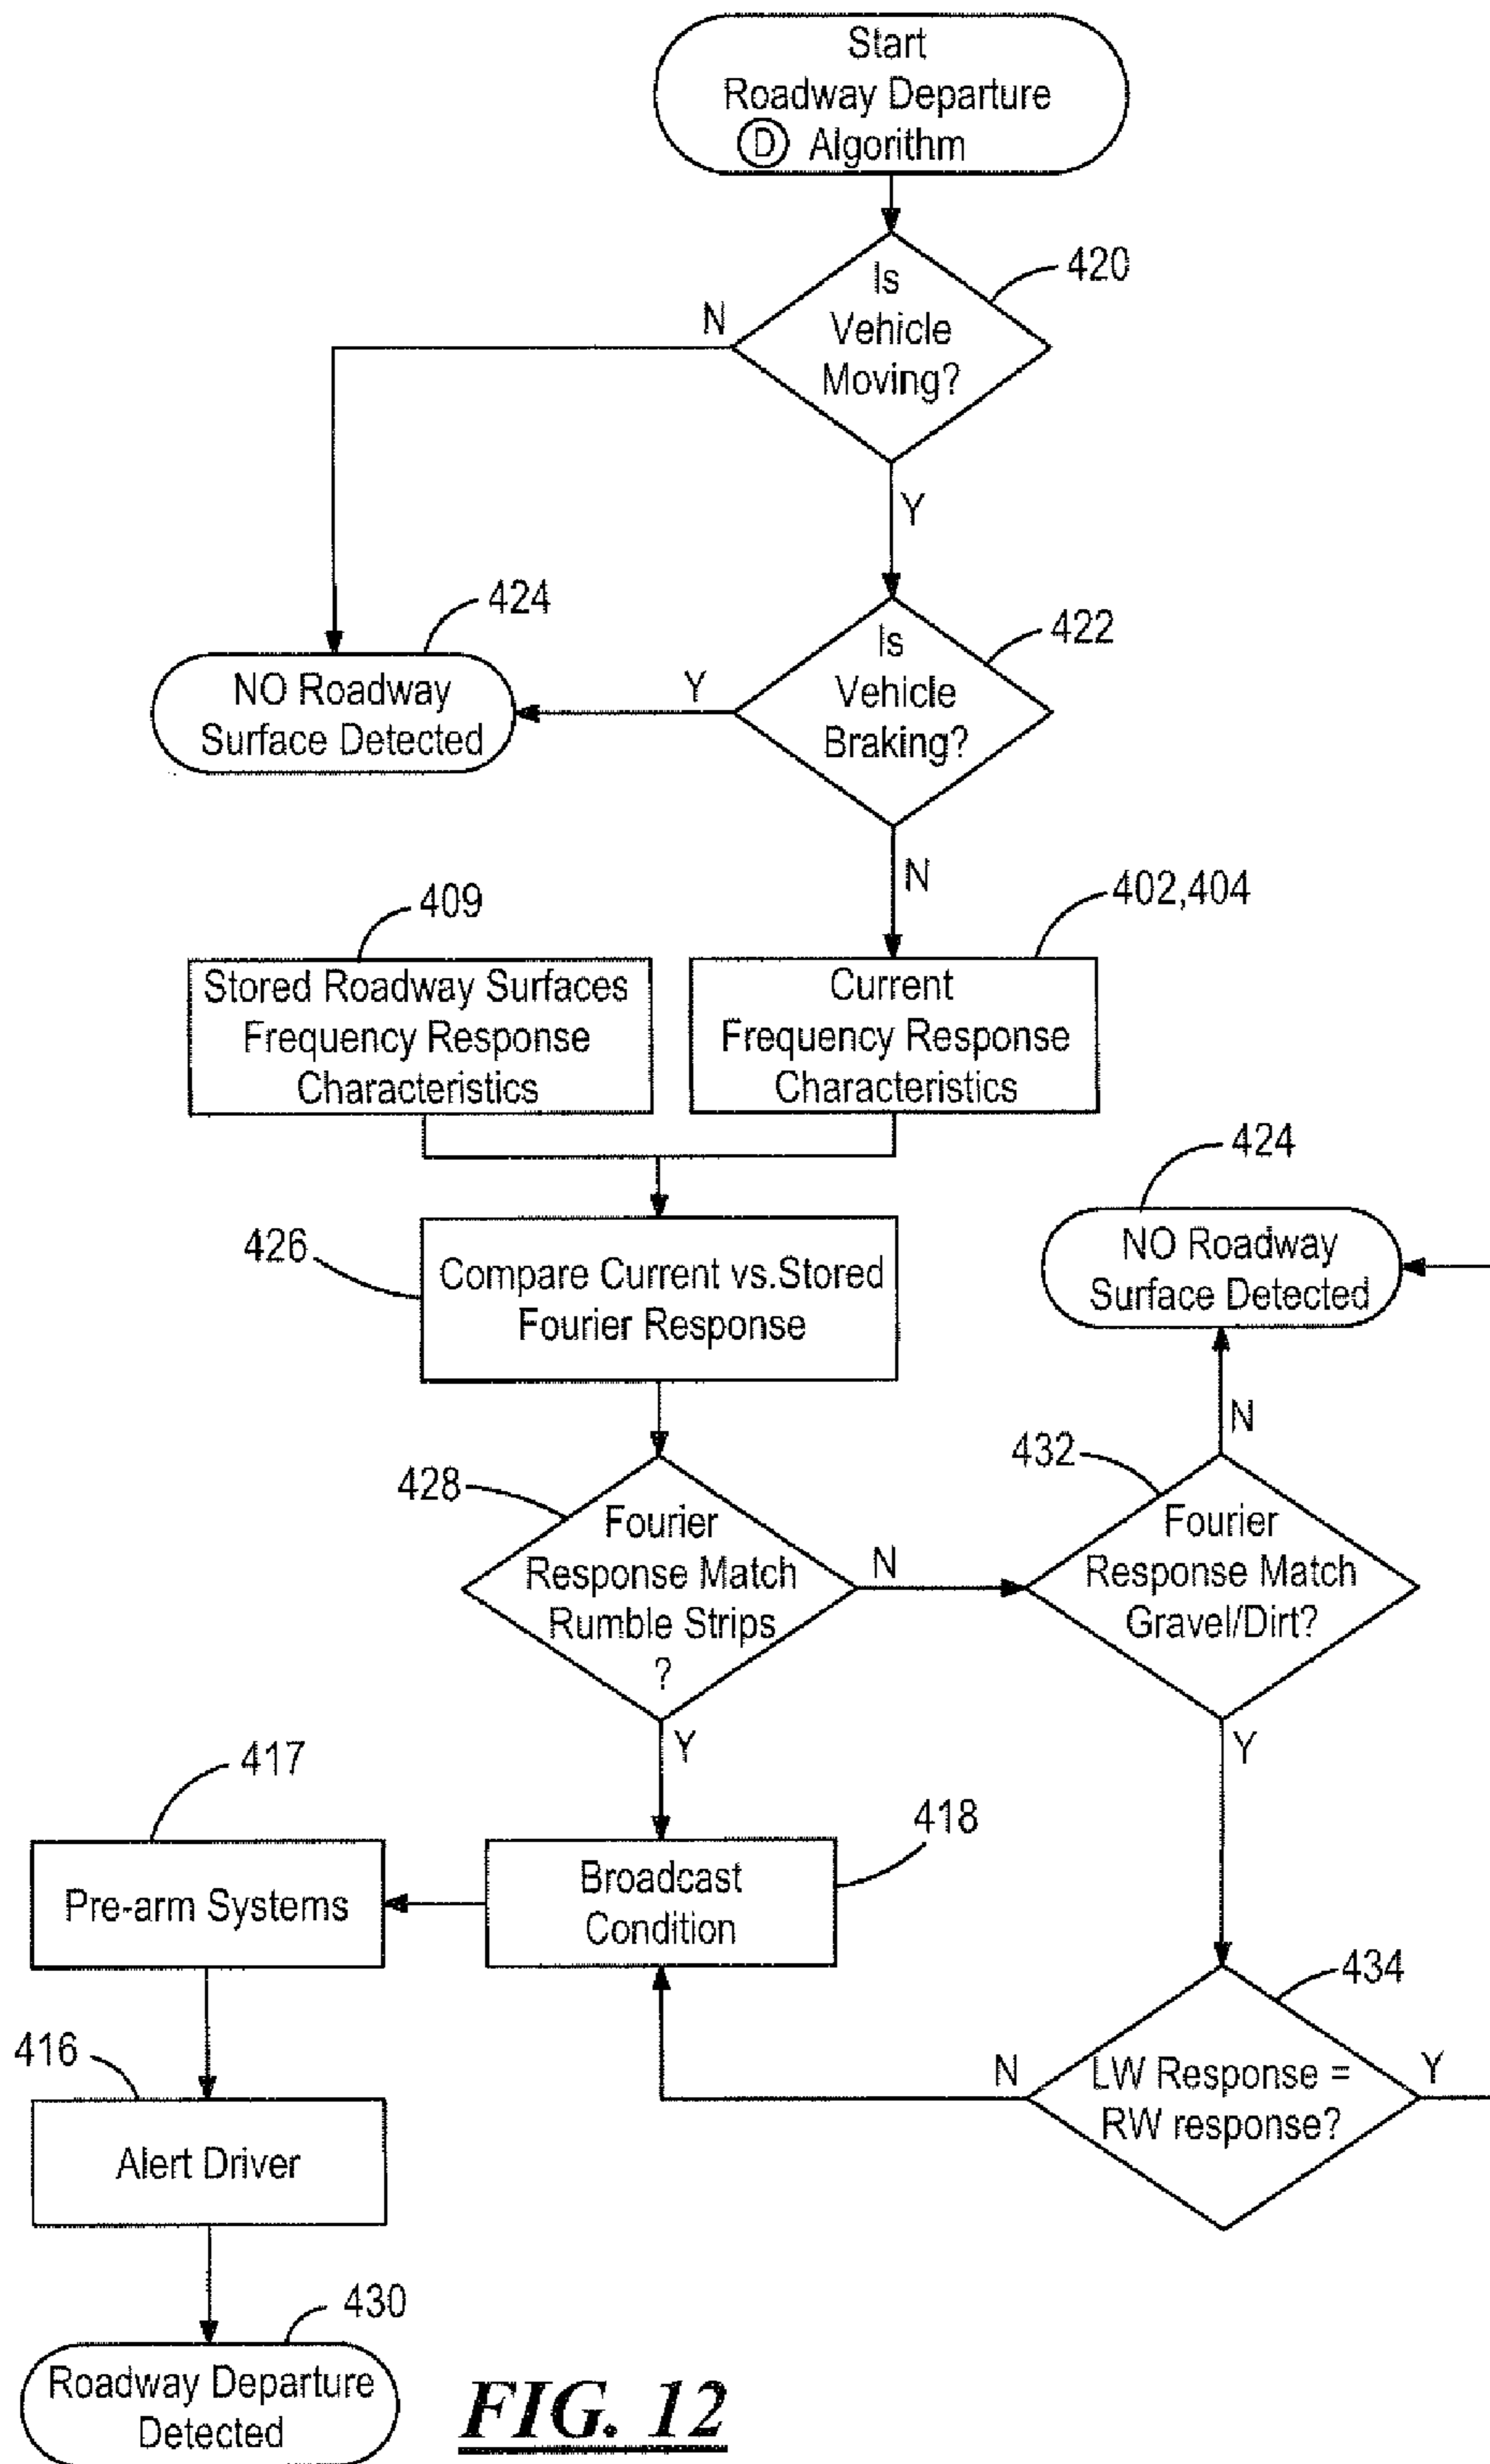 Start
Roadway Departure
D Algorithm
420
Is
Vehicle
Moving?
N
Y
424
NO Roadway
Surface Detected
422
Is
Vehicle
Braking?
Y
N
409
Stored Roadway Surfaces
Frequency Response
Characteristics
402,404
Current
Frequency Response
Characteristics
426
Compare Current vs.Stored
Fourier Response
424
NO Roadway
Surface Detected
428
Fourier
Response Match
Rumble Strips
?
N
Y
432
Fourier
Response Match
Gravel/Dirt?
N
Y
417
Pre-arm Systems
418
Broadcast
Condition
434
LW Response =
RW response?
N
Y
416
Alert Driver
430
Roadway Departure
Detected
FIG. 12